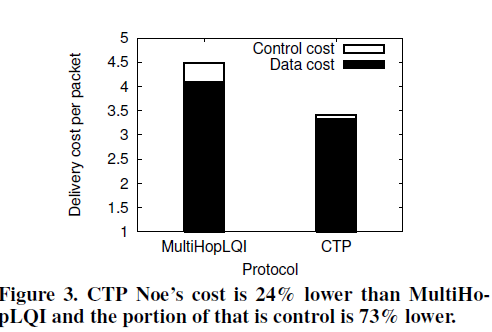 5
4.5
4
3.5
3
2.5
2
1.5
1
Delivery cost per packet
Control cost
Data cost
MultiHopLQI CTP
Protocol
Figure 3. CTP Noe's cost is 24% lower than MultiHo-
pLQI and the portion of that is control is 73% lower.